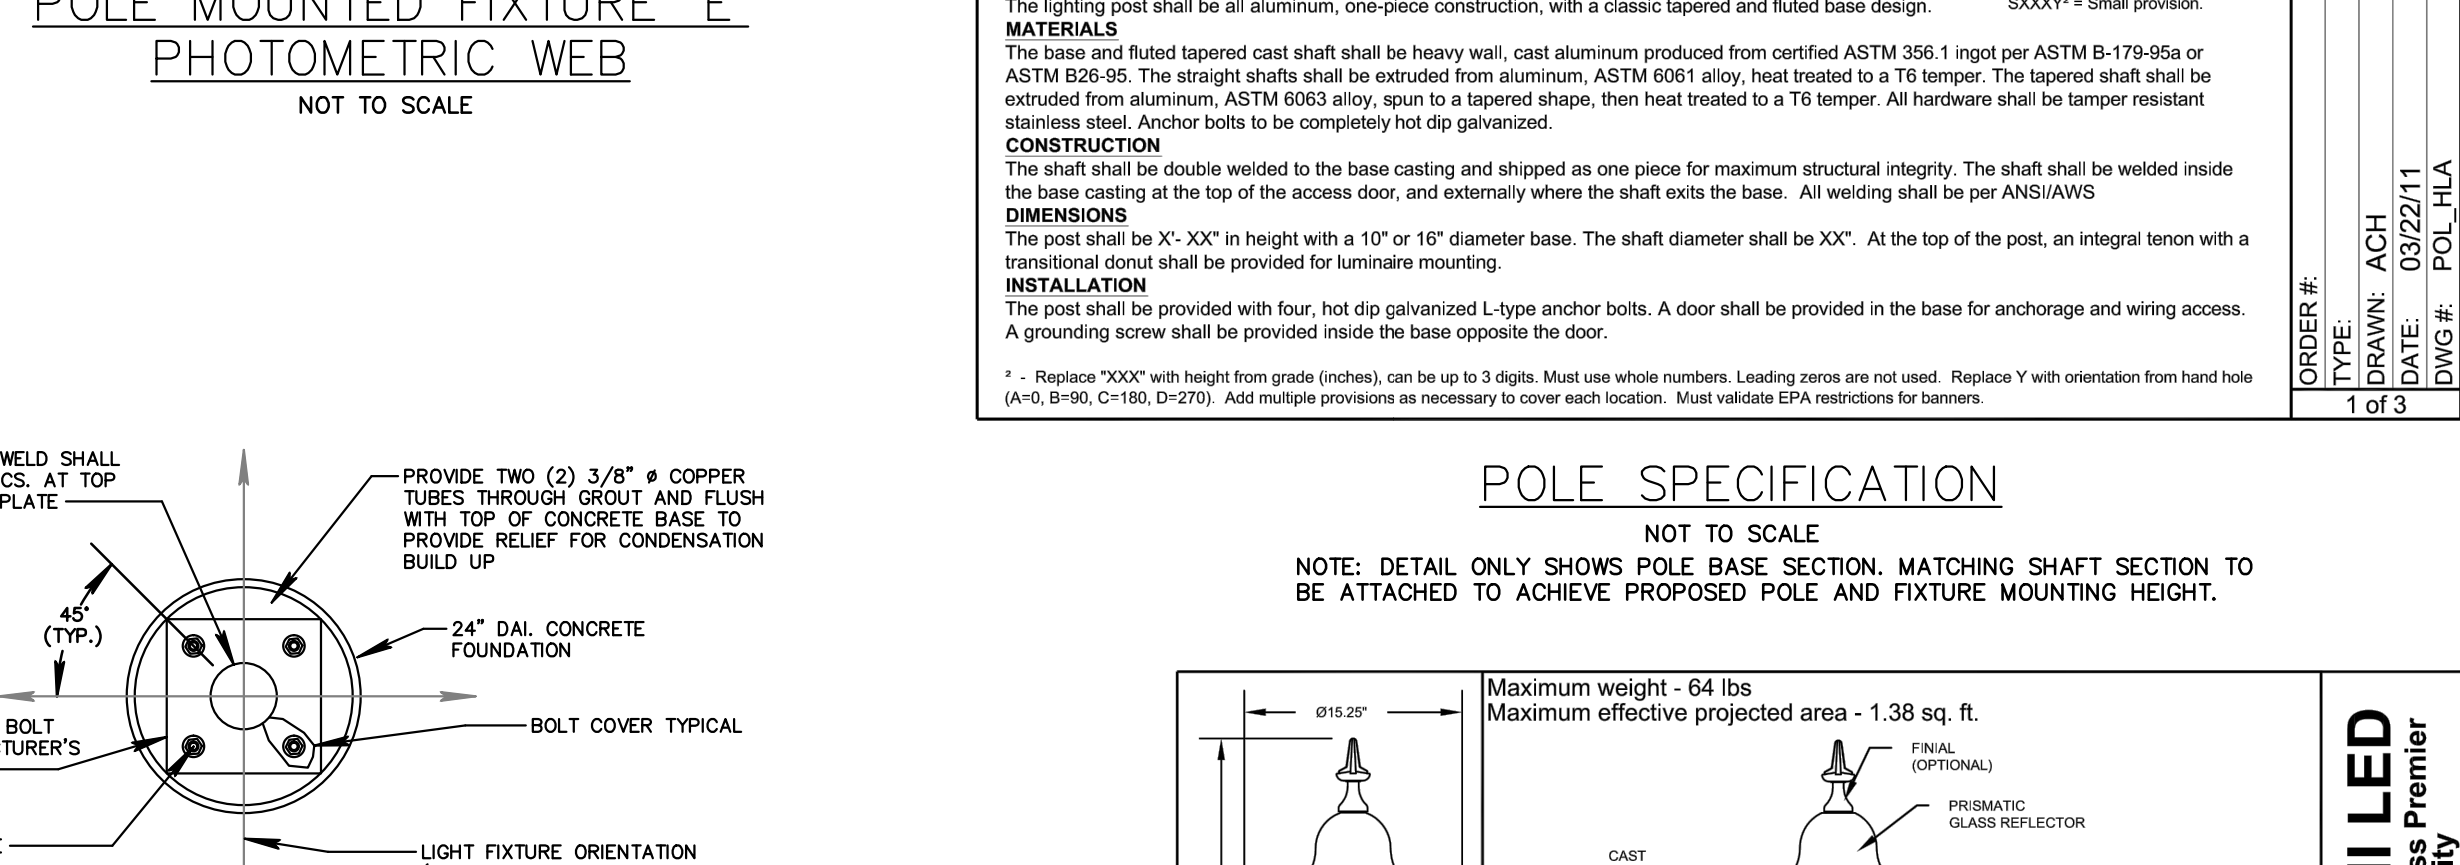 POLE MOUNTED FIXTURE "E"
PHOTOMETRIC WEB
NOT TO SCALE
The lighting post shall be all aluminum, one-piece construction, with a classic tapered and fluted base design.
SXXXY² = Small provision.
MATERIALS
The base and fluted tapered cast shaft shall be heavy wall, cast aluminum produced from certified ASTM 356.1 ingot per ASTM B-179-95a or
ASTM B26-95. The straight shafts shall be extruded from aluminum, ASTM 6061 alloy, heat treated to a T6 temper. The tapered shaft shall be
extruded from aluminum, ASTM 6063 alloy, spun to a tapered shape, then heat treated to a T6 temper. All hardware shall be tamper resistant
stainless steel. Anchor bolts to be completely hot dip galvanized.
CONSTRUCTION
The shaft shall be double welded to the base casting and shipped as one piece for maximum structural integrity. The shaft shall be welded inside
the base casting at the top of the access door, and externally where the shaft exits the base.  All welding shall be per ANSI/AWS
DIMENSIONS
The post shall be X'- XX" in height with a 10" or 16" diameter base. The shaft diameter shall be XX".  At the top of the post, an integral tenon with a
transitional donut shall be provided for luminaire mounting.
INSTALLATION
The post shall be provided with four, hot dip galvanized L-type anchor bolts. A door shall be provided in the base for anchorage and wiring access.
A grounding screw shall be provided inside the base opposite the door.
² - Replace "XXX" with height from grade (inches), can be up to 3 digits. Must use whole numbers. Leading zeros are not used.  Replace Y with orientation from hand hole
(A=0, B=90, C=180, D=270).  Add multiple provisions as necessary to cover each location.  Must validate EPA restrictions for banners.
ORDER #:
TYPE:
DRAWN: ACH
DATE: 03/22/11
DWG #: POL_HLA
1 of 3
WELD SHALL
CS. AT TOP
PLATE
PROVIDE TWO (2) 3/8" ø COPPER
TUBES THROUGH GROUT AND FLUSH
WITH TOP OF CONCRETE BASE TO
PROVIDE RELIEF FOR CONDENSATION
BUILD UP
45°
(TYP.)
24" DAI. CONCRETE
FOUNDATION
BOLT
TURER'S
BOLT COVER TYPICAL
LIGHT FIXTURE ORIENTATION
POLE SPECIFICATION
NOT TO SCALE
NOTE: DETAIL ONLY SHOWS POLE BASE SECTION. MATCHING SHAFT SECTION TO
BE ATTACHED TO ACHIEVE PROPOSED POLE AND FIXTURE MOUNTING HEIGHT.
Maximum weight - 64 lbs
Maximum effective projected area - 1.38 sq. ft.
Ø15.25"
FINIAL
(OPTIONAL)
PRISMATIC
GLASS REFLECTOR
CAST
LED
ss Premier
ity